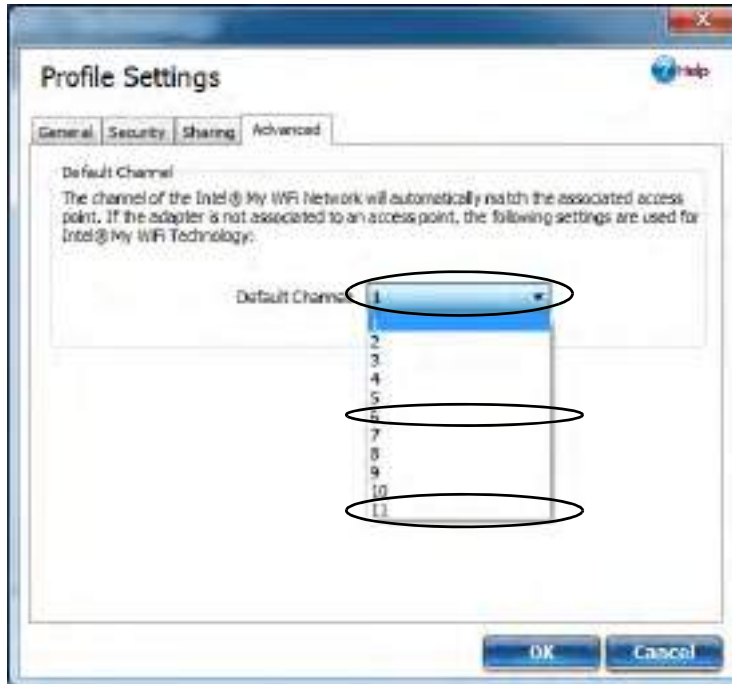 Profile Settings
Help
General Security Sharing Advanced
Default Channel
The channel of the Intel® My WiFi Network will automatically match the associated access
point. If the adapter is not associated to an access point, the following settings are used for
Intel® My WiFi Technology:
Default Channel 1
1
2
3
4
5
6
7
8
9
10
11
OK Cancel